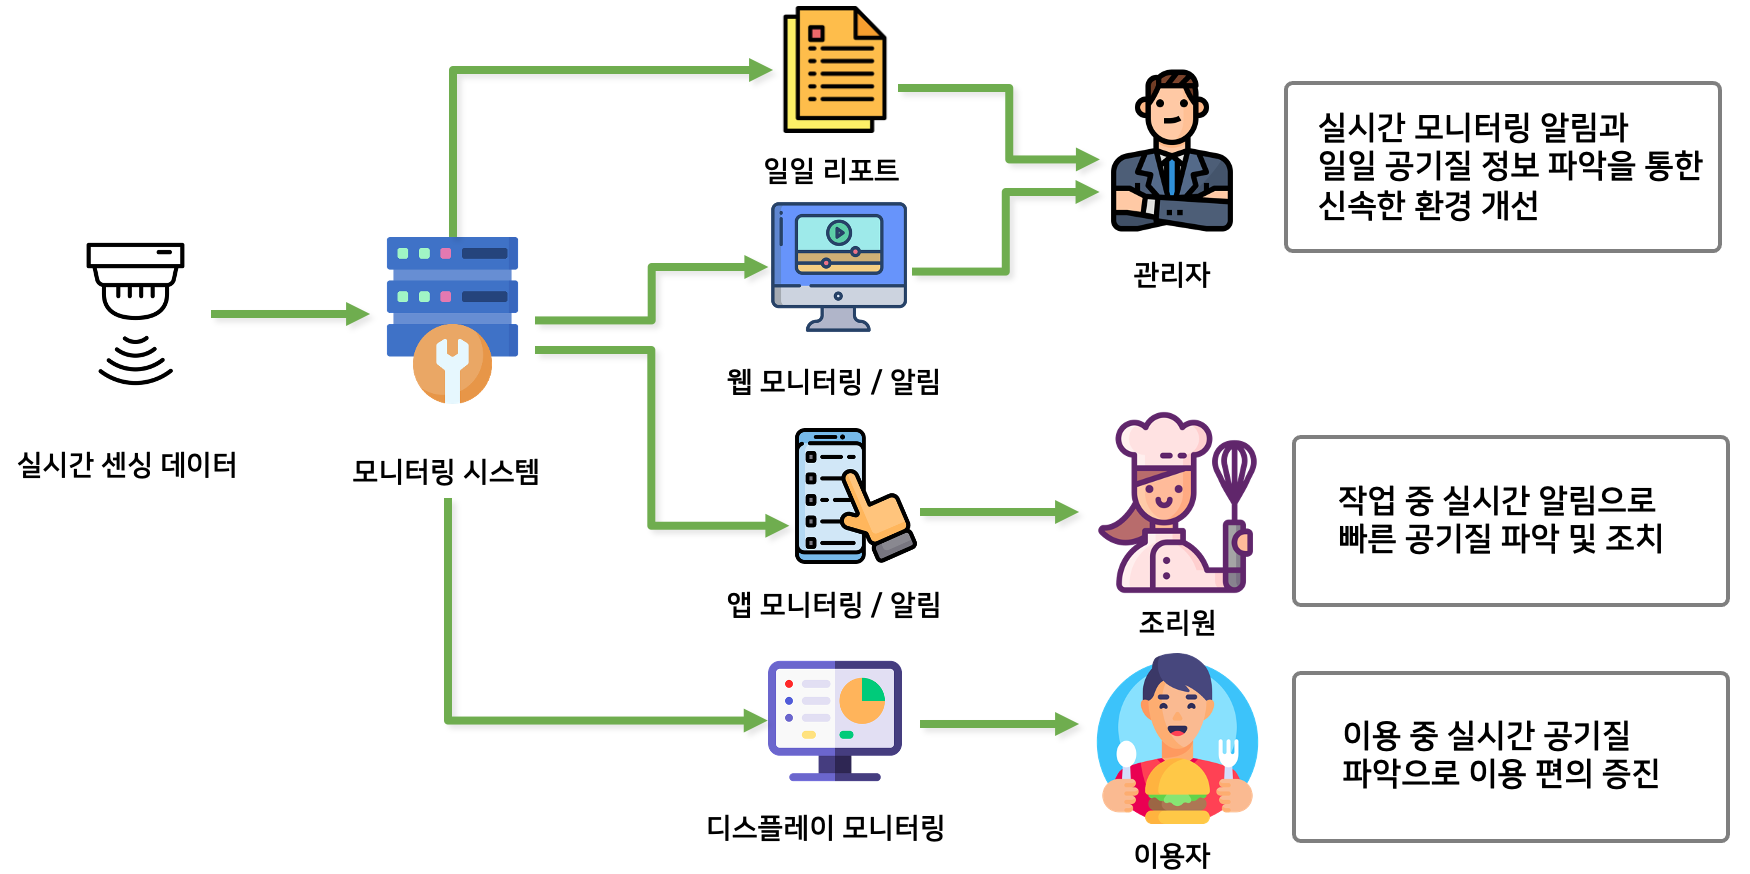 실시간 센싱 데이터
모니터링 시스템
일일 리포트
웹 모니터링 / 알림
앱 모니터링 / 알림
디스플레이 모니터링
관리자
실시간 모니터링 알림과
일일 공기질 정보 파악을 통한
신속한 환경 개선
조리원
작업 중 실시간 알림으로
빠른 공기질 파악 및 조치
이용자
이용 중 실시간 공기질
파악으로 이용 편의 증진